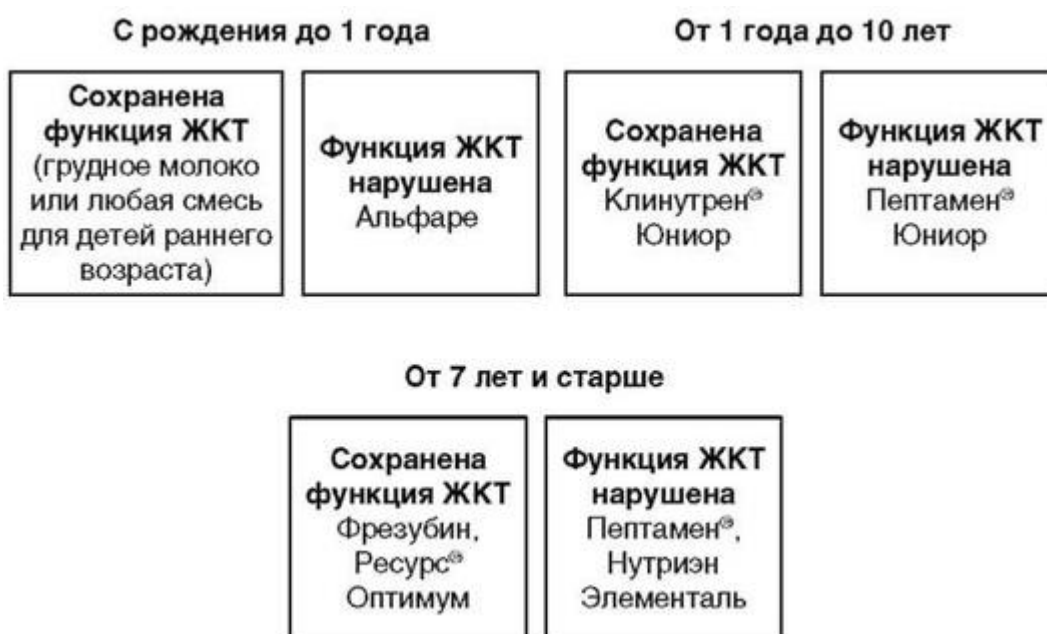 С рождения до 1 года
Сохранена
функция ЖКТ
(грудное молоко
или любая смесь
для детей раннего
возраста)
Функция ЖКТ
нарушена
Альфаре
От 1 года до 10 лет
Сохранена
функция ЖКТ
Клинутрен®
Юниор
Функция ЖКТ
нарушена
Пептамен®
Юниор
От 7 лет и старше
Сохранена
функция ЖКТ
Фрезубин,
Ресурс®
Оптимум
Функция ЖКТ
нарушена
Пептамен®,
Нутриэн
Элементаль